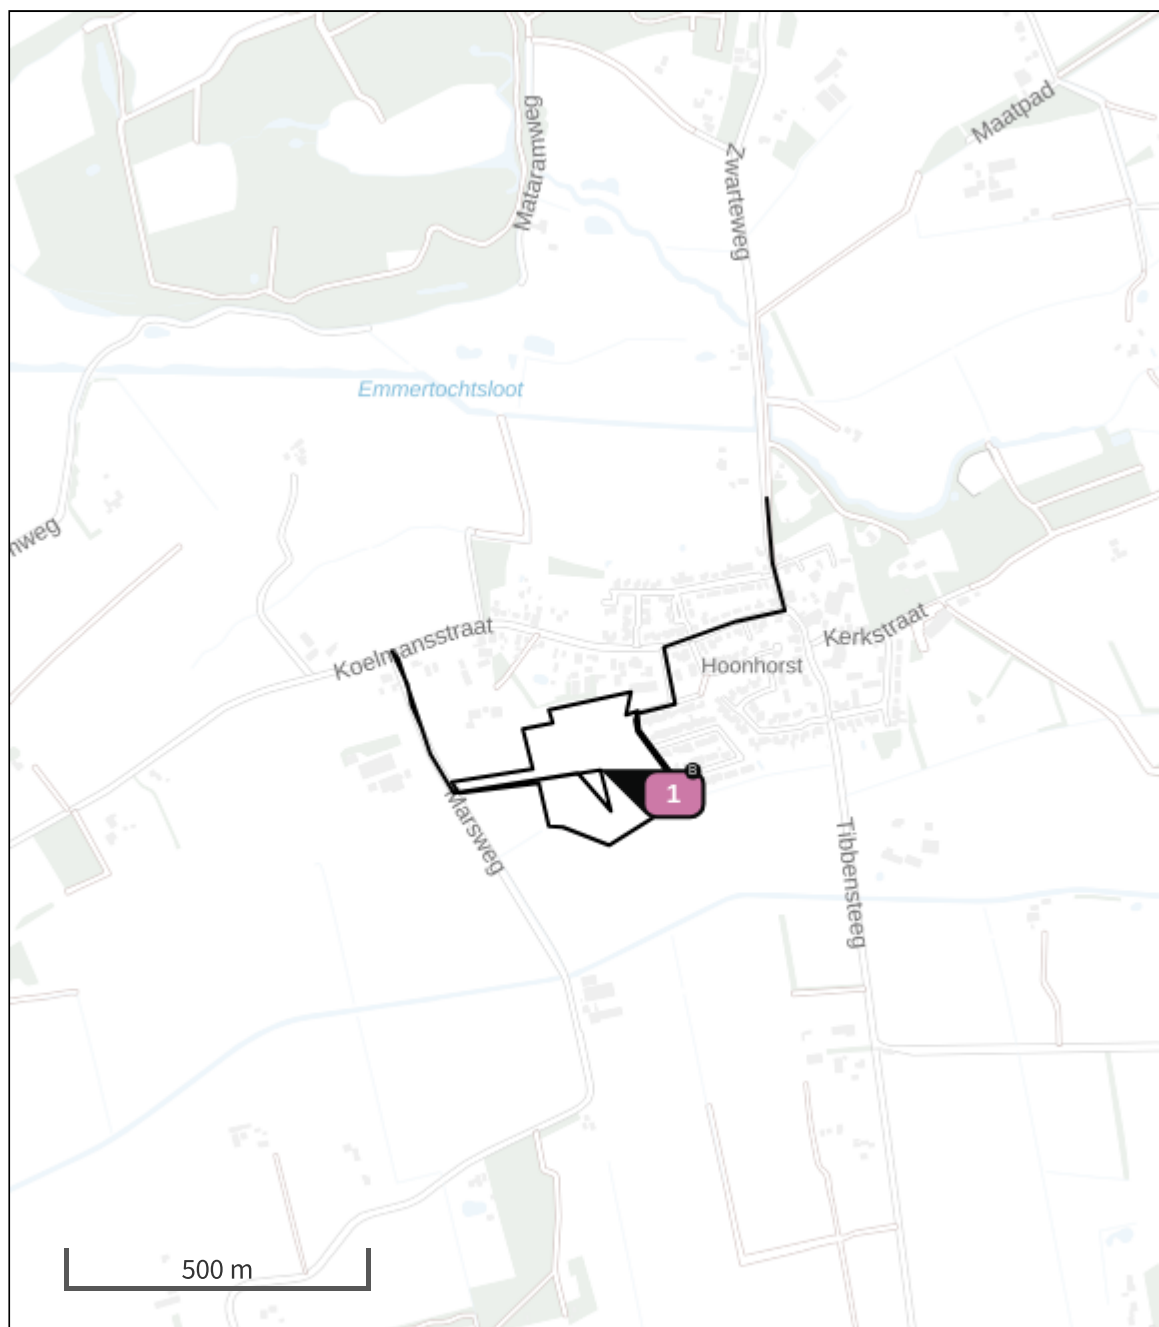 Mataramweg
Maatpad
Zwarteweg
Emmertochtsloot
nweg
Koelmansstraat
Kerkstraat
Hoonhorst
B
1
Marsweg
Tibbensteeg
500 m